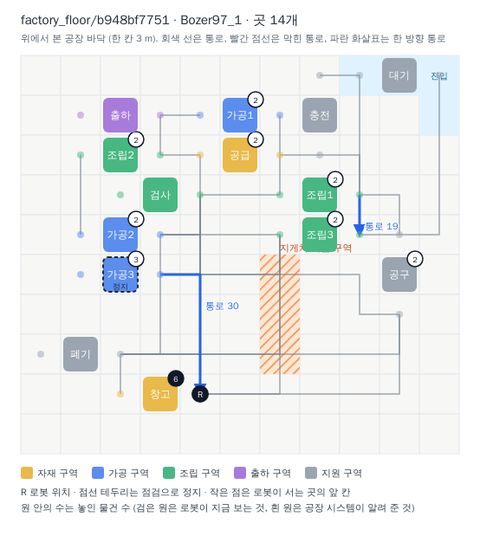 factory_floor/b948bf7751 · Bozer97_1 · 곳 14개
위에서 본 공장 바닥 (한 칸 3 m). 회색 선은 통로, 빨간 점선은 막힌 통로, 파란 화살표는 한 방향 통로
대기
진입
출하
2
가공1
충전
2
조립2
2
공급
검사
2
조립1
2
가공2
2
조립3
통로 19
구역
3
가공3
정지
2
공구
통로 30
폐기
6
창고
R
자재 구역
가공 구역
조립 구역
출하 구역
지원 구역
R 로봇 위치 · 점선 테두리는 점검으로 정지 · 작은 점은 로봇이 서는 곳의 앞 칸
원 안의 수는 놓인 물건 수 (검은 원은 로봇이 지금 보는 것, 흰 원은 공장 시스템이 알려 준 것)